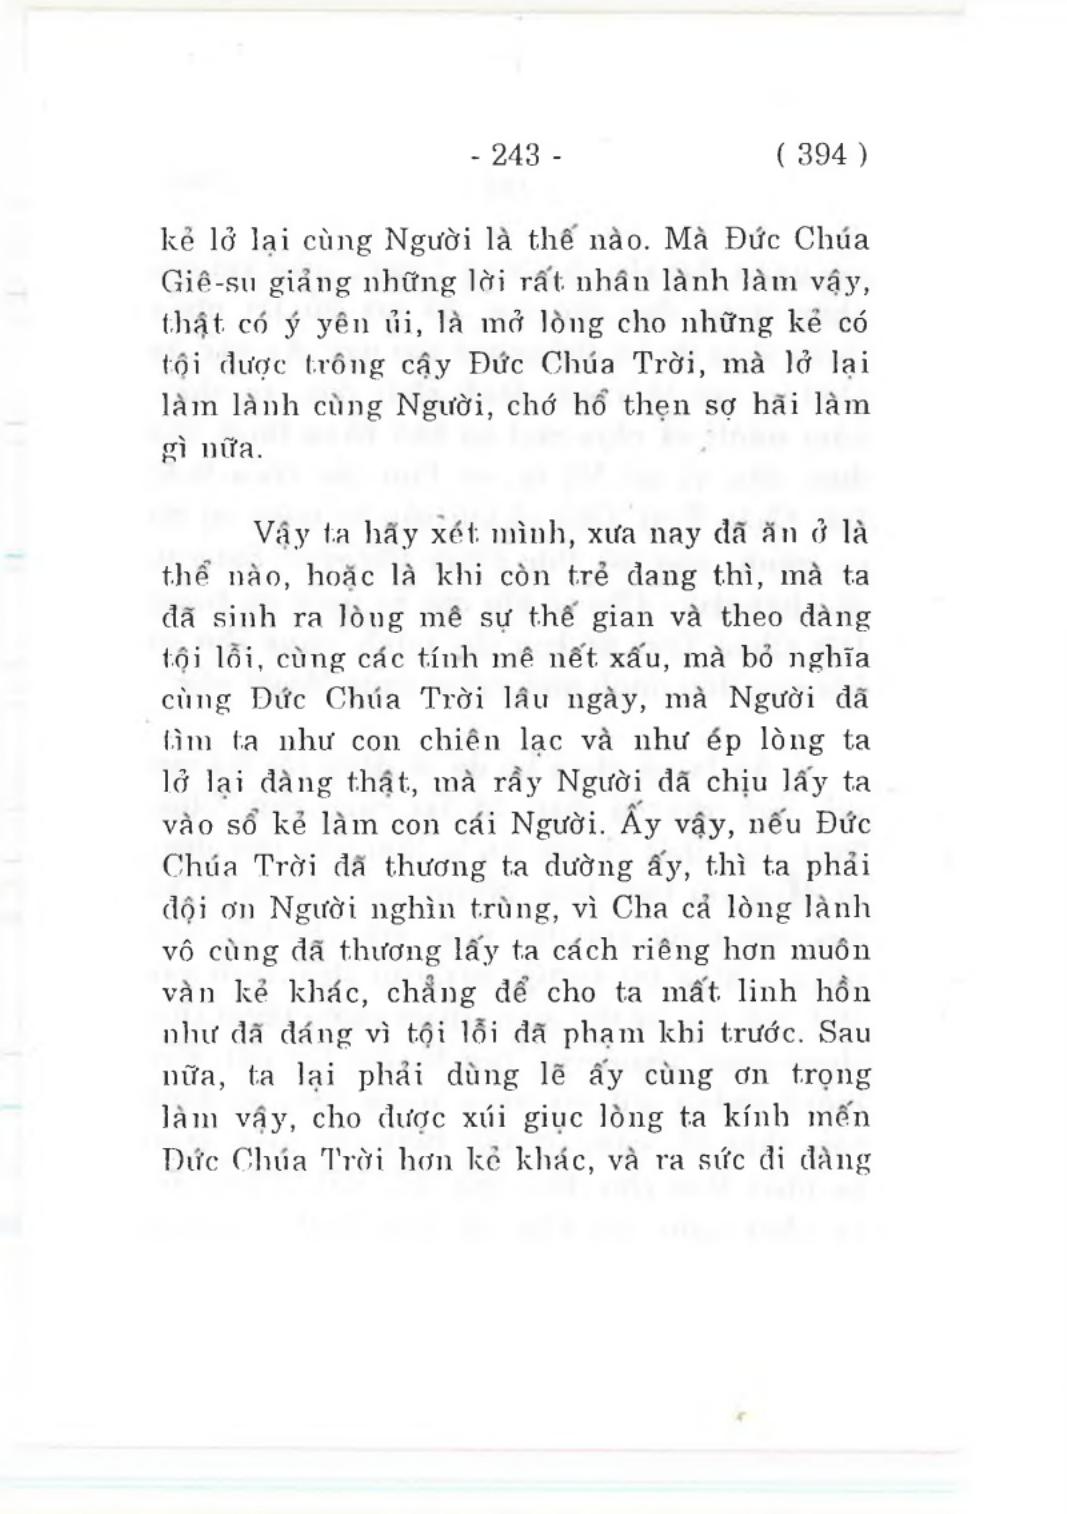 - 243 - ( 394 )
kẻ lở lại cùng Người là thế nào. Mà Đức Chúa
Giê-su giảng những lời rất nhân lành làm vậy,
thật có ý yên ủi, là mở lòng cho những kẻ có
tội được trông cậy Đức Chúa Trời, mà lở lại
làm lành cùng Người, chớ hổ thẹn sợ hãi làm
gì nữa.
Vậy ta hãy xét mình, xưa nay đã ăn ở là
thể nào, hoặc là khi còn trẻ đang thì, mà ta
đã sinh ra lòng mê sự thế gian và theo đàng
tội lỗi, cùng các tính mê nết xấu, mà bỏ nghĩa
cùng Đức Chúa Trời lâu ngày, mà Người đã
tìm ta như con chiên lạc và như ép lòng ta
lở lại đàng thật, mà rầy Người đã chịu lấy ta
vào sổ kẻ làm con cái Người. Ấy vậy, nếu Đức
Chúa Trời đã thương ta dường ấy, thì ta phải
đội ơn Người nghìn trùng, vì Cha cả lòng lành
vô cùng đã thương lấy ta cách riêng hơn muôn
vàn kẻ khác, chẳng để cho ta mất linh hồn
như đã đáng vì tội lỗi đã phạm khi trước. Sau
nữa, ta lại phải dùng lẽ ấy cùng ơn trọng
làm vậy, cho được xúi giục lòng ta kính mến
Đức Chúa Trời hơn kẻ khác, và ra sức đi đàng